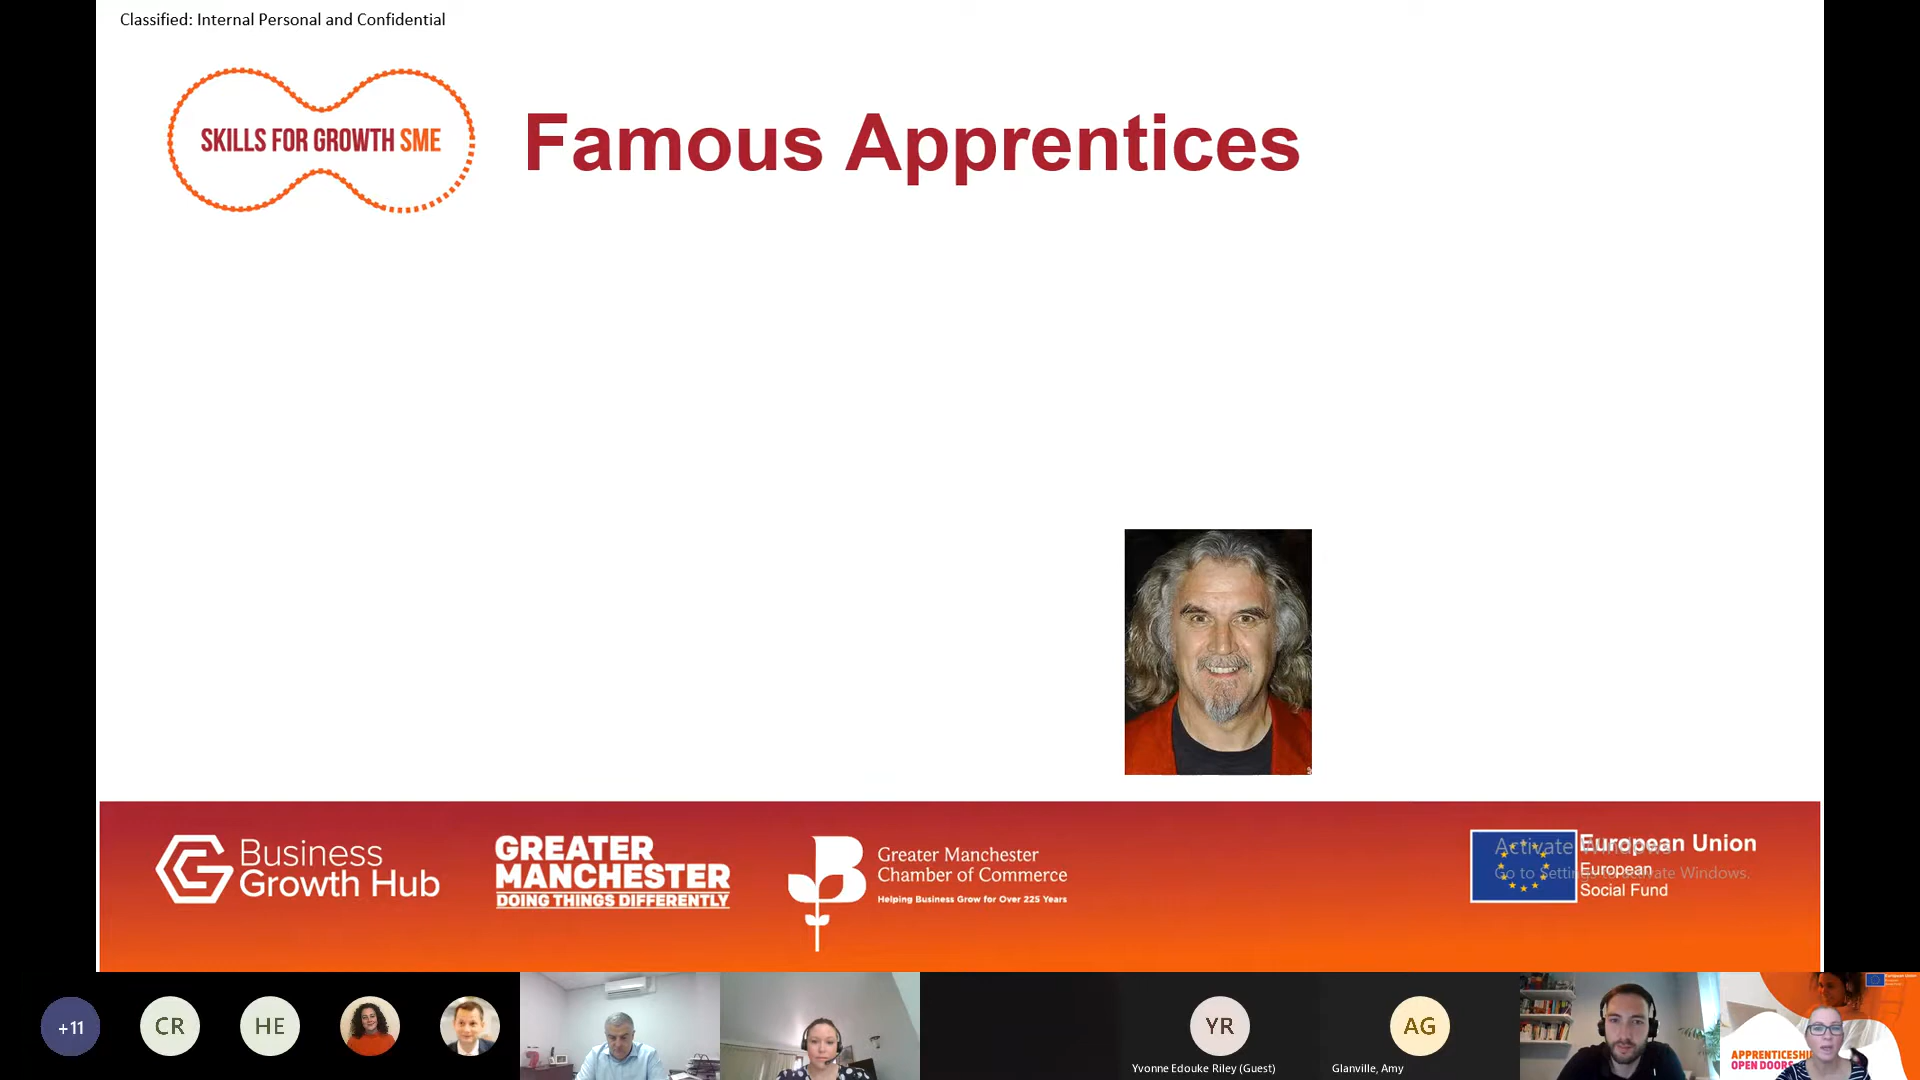 Classified: Internal Personal and Confidential
SKILLS FOR GROWTH SME
Famous Apprentices
Business
Growth Hub
GREATER
MANCHESTER
DOING THINGS DIFFERENTLY
Greater Manchester
Chamber of Commerce
Helping Business Grow for Over 225 Years
European Union
European
Social Fund
Activate Windows
Go to Settings to activate Windows.
+11
CR
HE
YR
Yvonne Edouke Riley (Guest)
AG
Glanville, Amy
OPEN DOORS